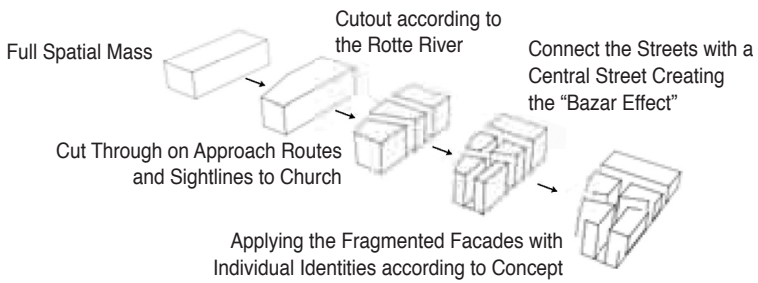 Full Spatial Mass
Cutout according to
the Rotte River
Connect the Streets with a
Central Street Creating
the “Bazar Effect”
Cut Through on Approach Routes
and Sightlines to Church
Applying the Fragmented Facades with
Individual Identities according to Concept